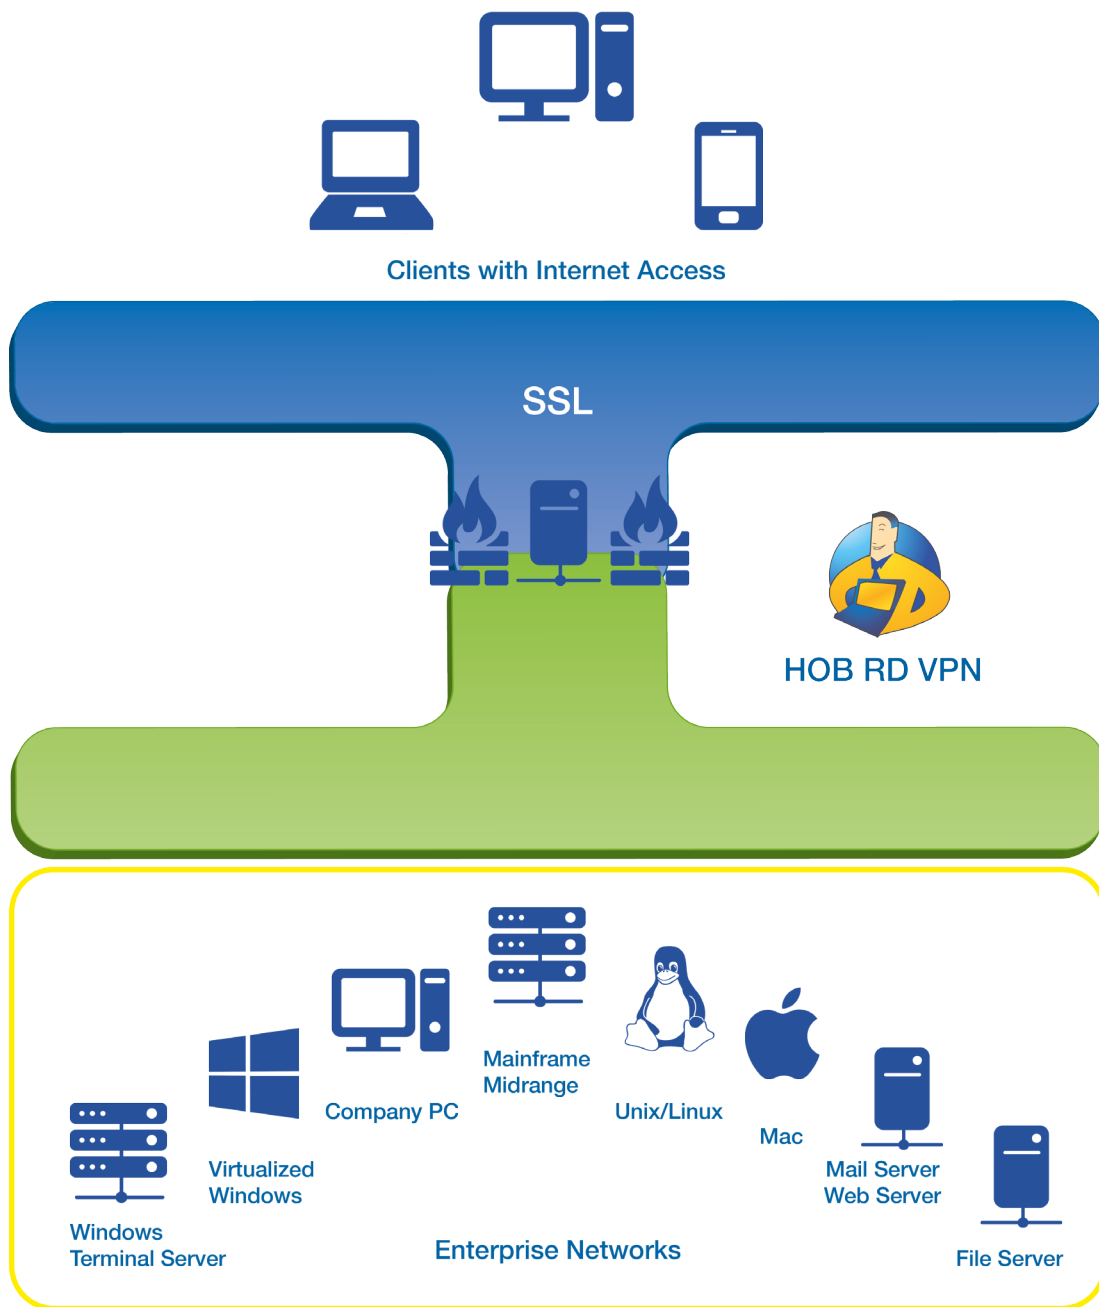 Clients with Internet Access
SSL
HOB RD VPN
Mainframe
Midrange
Company PC
Unix/Linux
Mac
Virtualized
Windows
Mail Server
Web Server
Windows
Terminal Server
Enterprise Networks
File Server